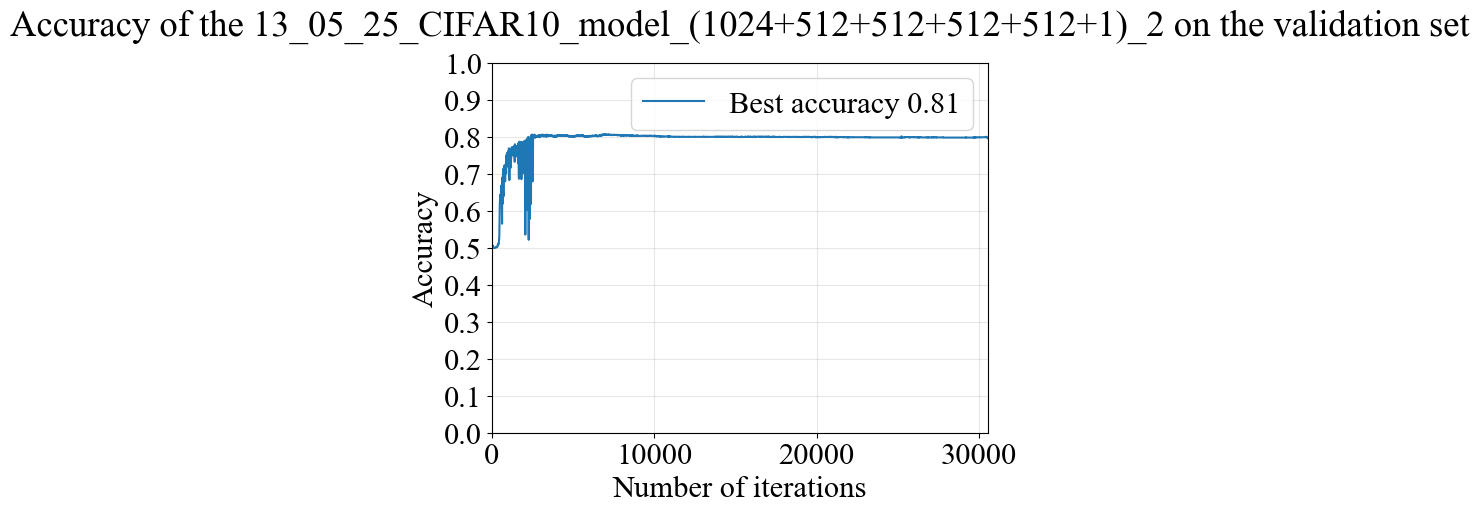 Accuracy of the 13_05_25_CIFAR10_model_(1024+512+512+512+512+1)_2 on the validation set
1.0
0.9
0.8
0.7
0.6
0.5
0.4
0.3
0.2
0.1
0.0
Accuracy
Best accuracy 0.81
0 10000 20000 30000
Number of iterations